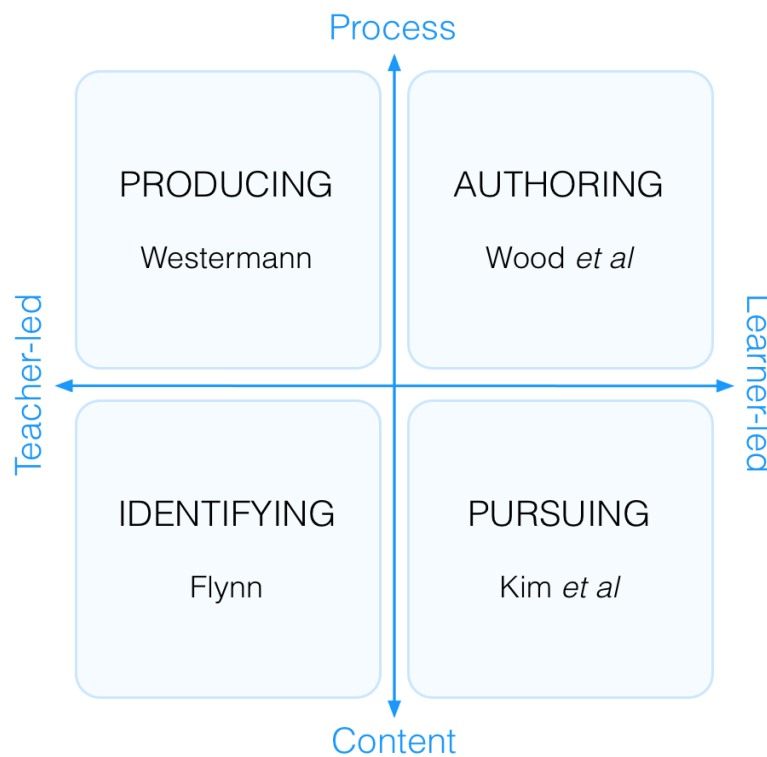 Process
PRODUCING
Westermann
AUTHORING
Wood et al
Teacher-led
Learner-led
IDENTIFYING
Flynn
PURSUING
Kim et al
Content